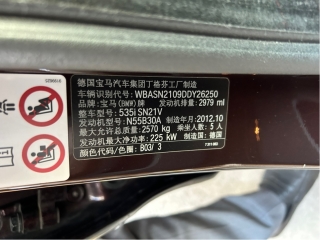 德国宝马汽车集团丁格芬工厂制造
车辆识别代号: WBASN2109DDY26250
品牌: 宝马(BMW)牌 发动机排量: 2979 ml
整车型号: 535i SN21V
发动机型号: N55B30A 制造年月: 2012.10
最大允许总质量: 2570 kg 乘坐人数: 5 人
发动机最大净功率: 225 kW 制造国: 德国
颜色代码/色图: B03/ 3